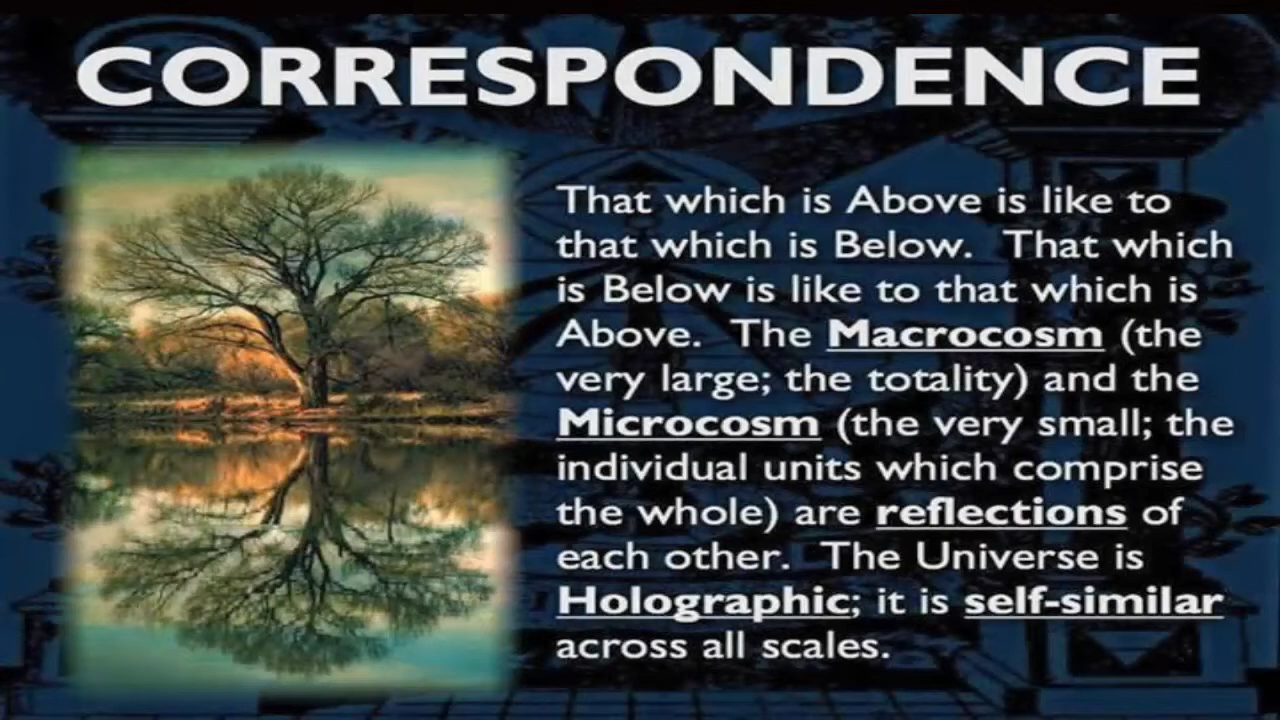 CORRESPONDENCE
That which is Above is like to
that which is Below. That which
is Below is like to that which is
Above. The Macrocosm (the
very large; the totality) and the
Microcosm (the very small; the
individual units which comprise
the whole) are reflections of
each other. The Universe is
Holographic; it is self-similar
across all scales.